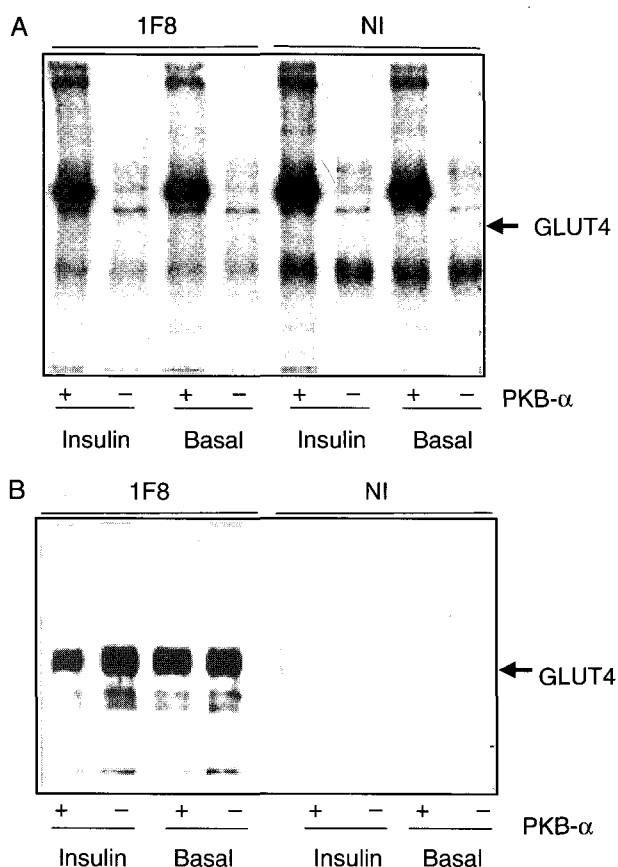 A
1F8 NI
GLUT4
+ − + − + − + − PKB-α
Insulin Basal Insulin Basal
B
1F8 NI
GLUT4
+ − + − + − + − PKB-α
Insulin Basal Insulin Basal